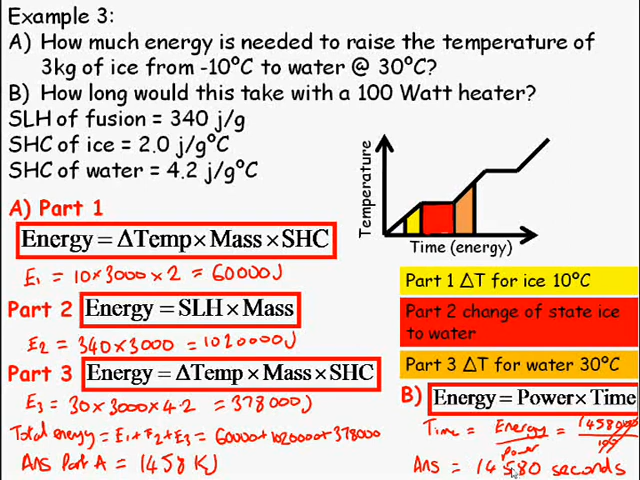 Example 3:
A) How much energy is needed to raise the temperature of
3kg of ice from -10°C to water @ 30°C?
B) How long would this take with a 100 Watt heater?
SLH of fusion = 340 j/g
SHC of ice = 2.0 j/g°C
SHC of water = 4.2 j/g°C
A) Part 1
Energy = ΔTemp × Mass × SHC
E₁ = 10 × 3000 × 2 = 60000J
Part 2 Energy = SLH × Mass
E₂ = 340 × 3000 = 1020000J
Part 3 Energy = ΔTemp × Mass × SHC
E₃ = 30 × 3000 × 4.2 = 378000J
Total energy = E₁ + E₂ + E₃ = 60000 + 1020000 + 378000
Ans Part A = 1458 KJ
Temperature
Time (energy)
Part 1 ΔT for ice 10°C
Part 2 change of state ice
to water
Part 3 ΔT for water 30°C
B) Energy = Power × Time
Time = Energy / Power = 1458000 / 100
Ans = 14580 seconds